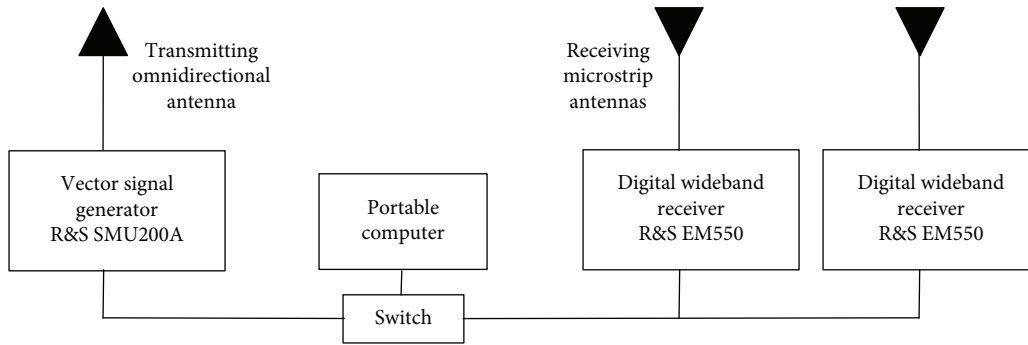 Transmitting
omnidirectional
antenna
Receiving
microstrip
antennas
Vector signal
generator
R&S SMU200A
Portable
computer
Digital wideband
receiver
R&S EM550
Digital wideband
receiver
R&S EM550
Switch